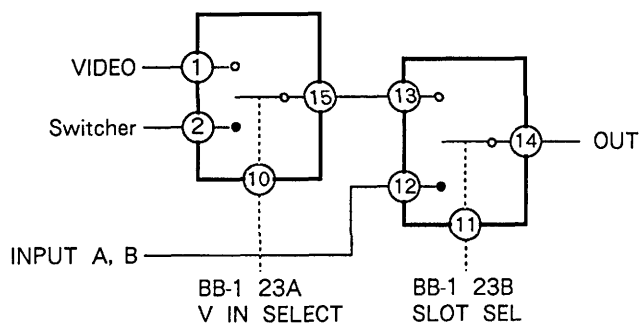 VIDEO
1
15
13
Switcher
2
14
OUT
10
12
11
INPUT A, B
BB-1 23A
V IN SELECT
BB-1 23B
SLOT SEL